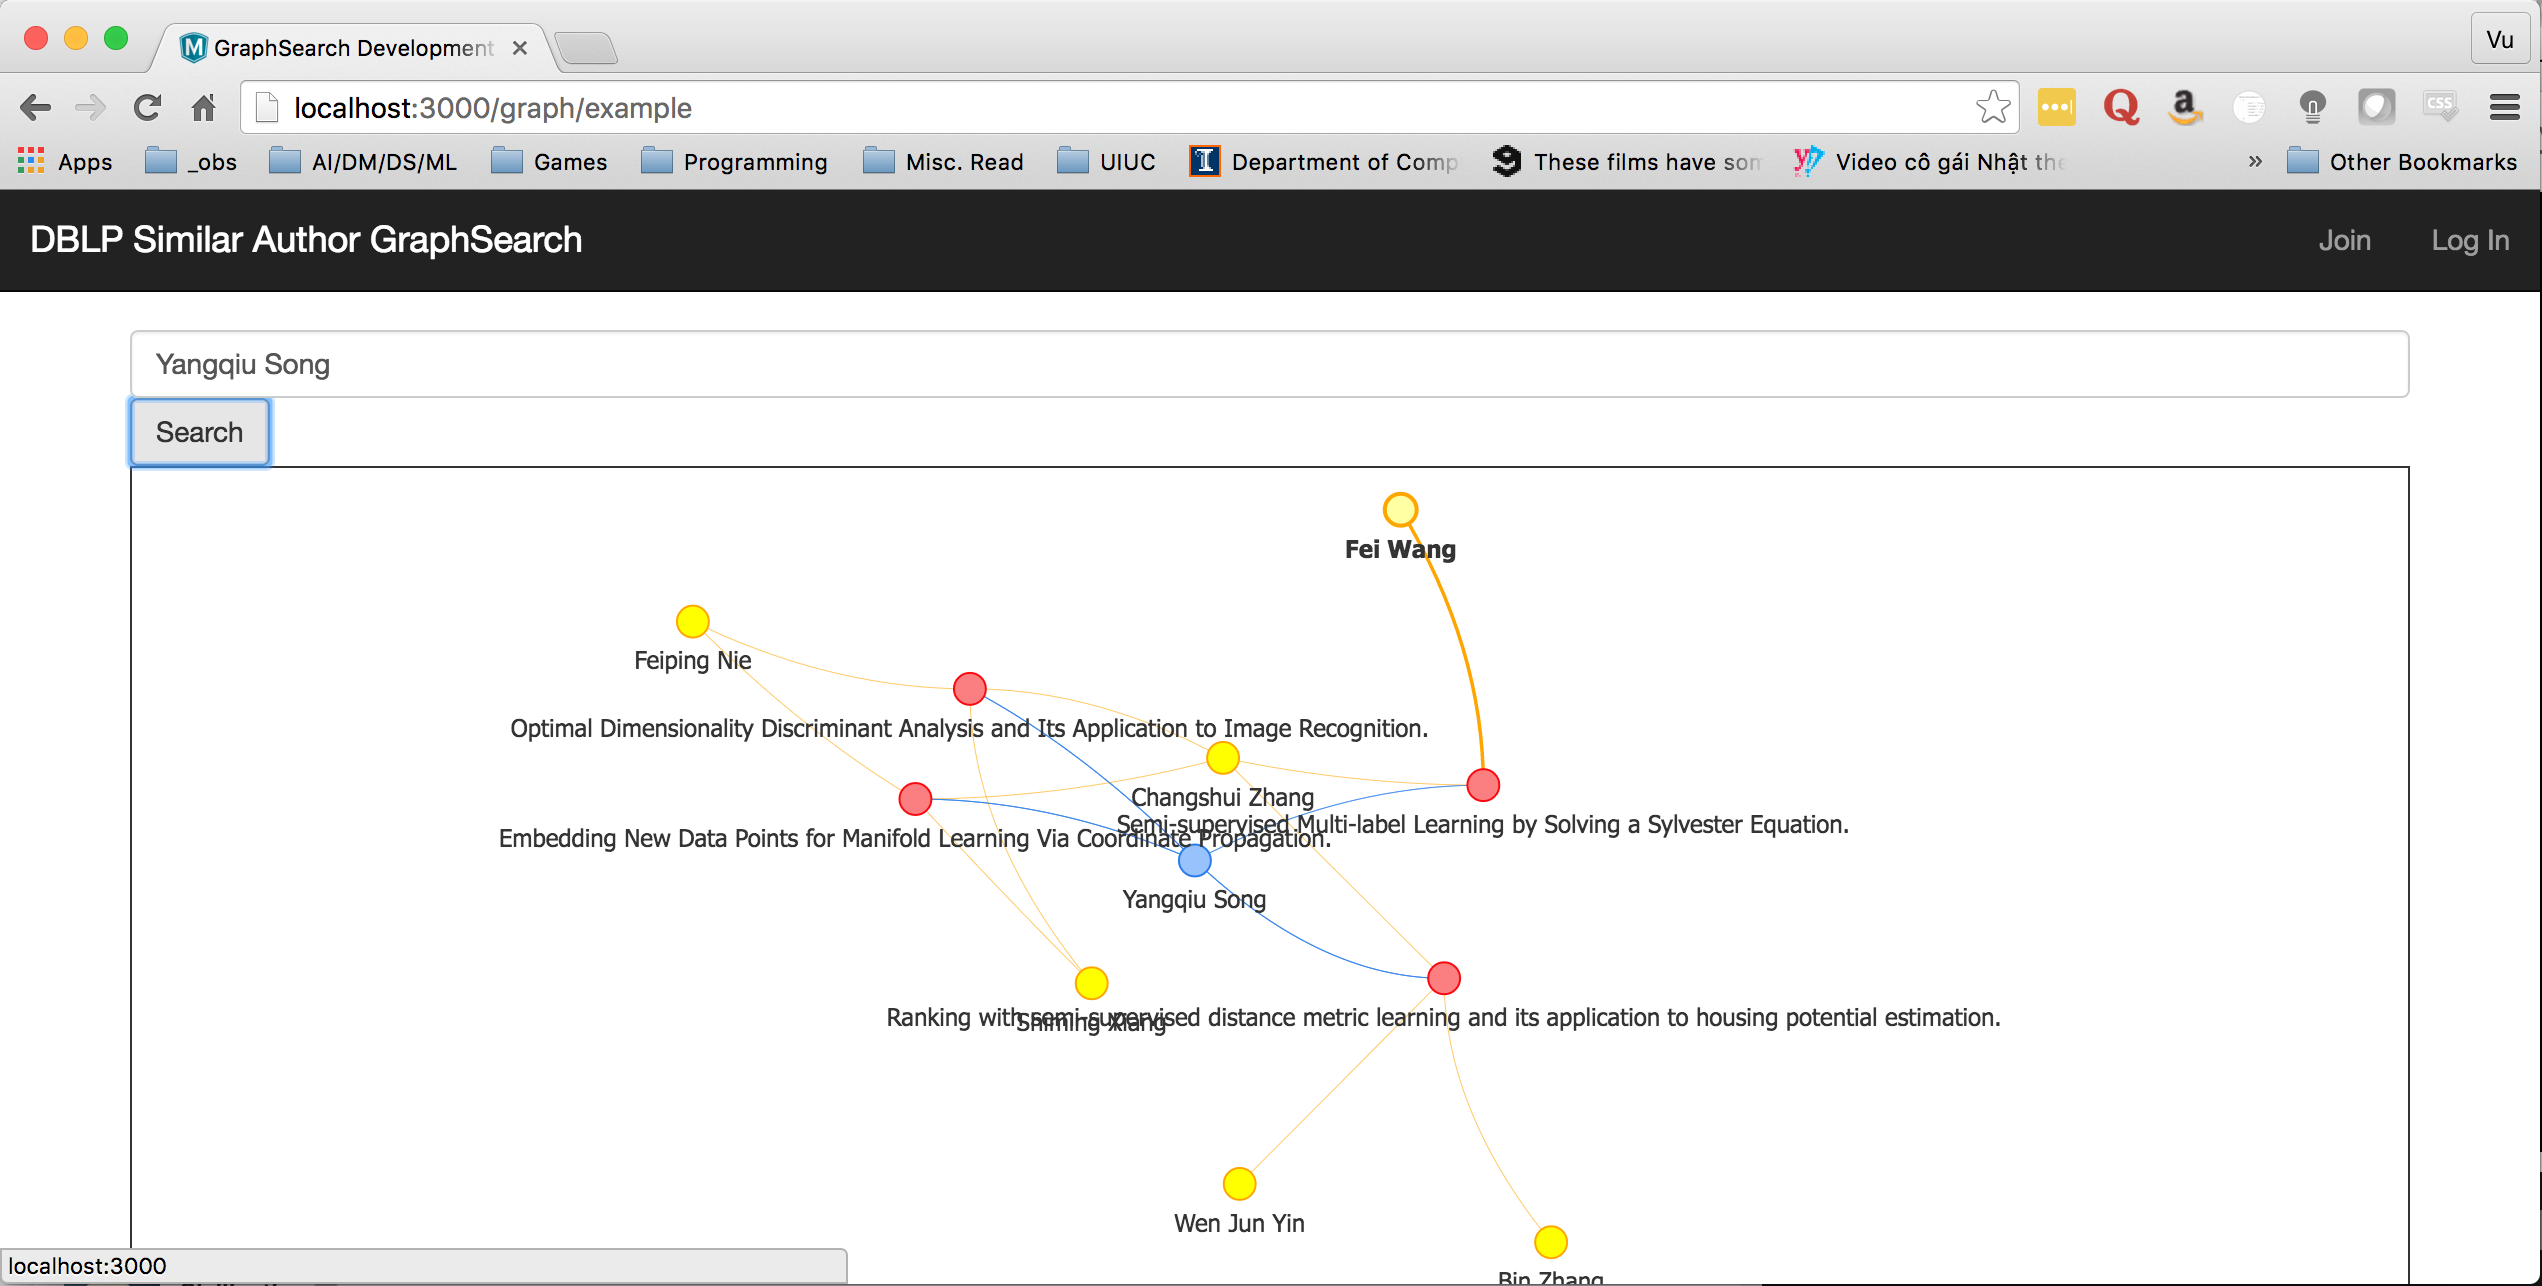 GraphSearch Development
Vu
localhost:3000/graph/example
Apps _obs AI/DM/DS/ML Games Programming Misc. Read UIUC Department of Comp These films have som Video cô gái Nhật the » Other Bookmarks
DBLP Similar Author GraphSearch Join Log In
Yangqiu Song
Search
Fei Wang
Feiping Nie
Optimal Dimensionality Discriminant Analysis and Its Application to Image Recognition.
Changshui Zhang
Semi-supervised Multi-label Learning by Solving a Sylvester Equation.
Embedding New Data Points for Manifold Learning Via Coordinate Propagation.
Yangqiu Song
Ranking with semi-supervised distance metric learning and its application to housing potential estimation.
Shiming Xiang
Wen Jun Yin
Bin Zhang
localhost:3000